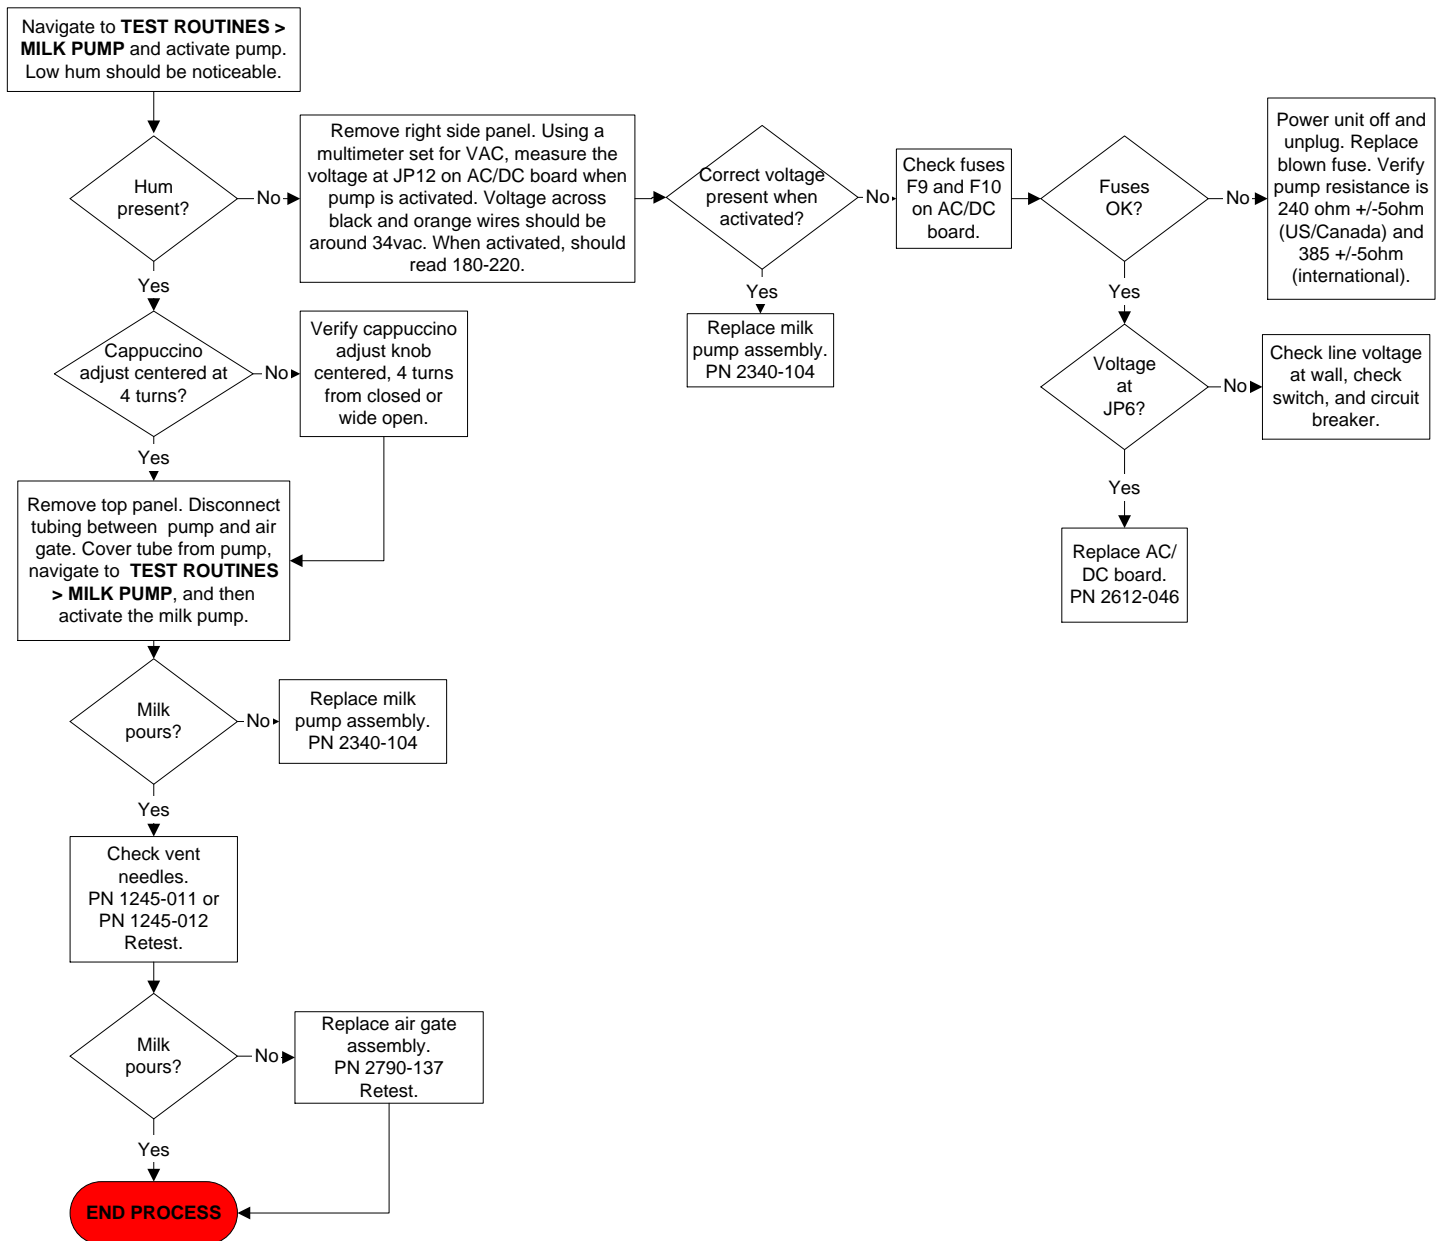 Navigate to TEST ROUTINES >
MILK PUMP and activate pump.
Low hum should be noticeable.
Hum
present?
No
Remove right side panel. Using a
multimeter set for VAC, measure the
voltage at JP12 on AC/DC board when
pump is activated. Voltage across
black and orange wires should be
around 34vac. When activated, should
read 180-220.
Correct voltage
present when
activated?
No
Check fuses
F9 and F10
on AC/DC
board.
Fuses
OK?
No
Power unit off and
unplug. Replace
blown fuse. Verify
pump resistance is
240 ohm +/-5ohm
(US/Canada) and
385 +/-5ohm
(international).
Yes
Yes
Yes
Cappuccino
adjust centered at
4 turns?
No
Verify cappuccino
adjust knob
centered, 4 turns
from closed or
wide open.
Replace milk
pump assembly.
PN 2340-104
Voltage
at
JP6?
No
Check line voltage
at wall, check
switch, and circuit
breaker.
Yes
Yes
Remove top panel. Disconnect
tubing between  pump and air
gate. Cover tube from pump,
navigate to  TEST ROUTINES
> MILK PUMP, and then
activate the milk pump.
Replace AC/
DC board.
PN 2612-046
Milk
pours?
No
Replace milk
pump assembly.
PN 2340-104
Yes
Check vent
needles.
PN 1245-011 or
PN 1245-012
Retest.
Milk
pours?
No
Replace air gate
assembly.
PN 2790-137
Retest.
Yes
END PROCESS